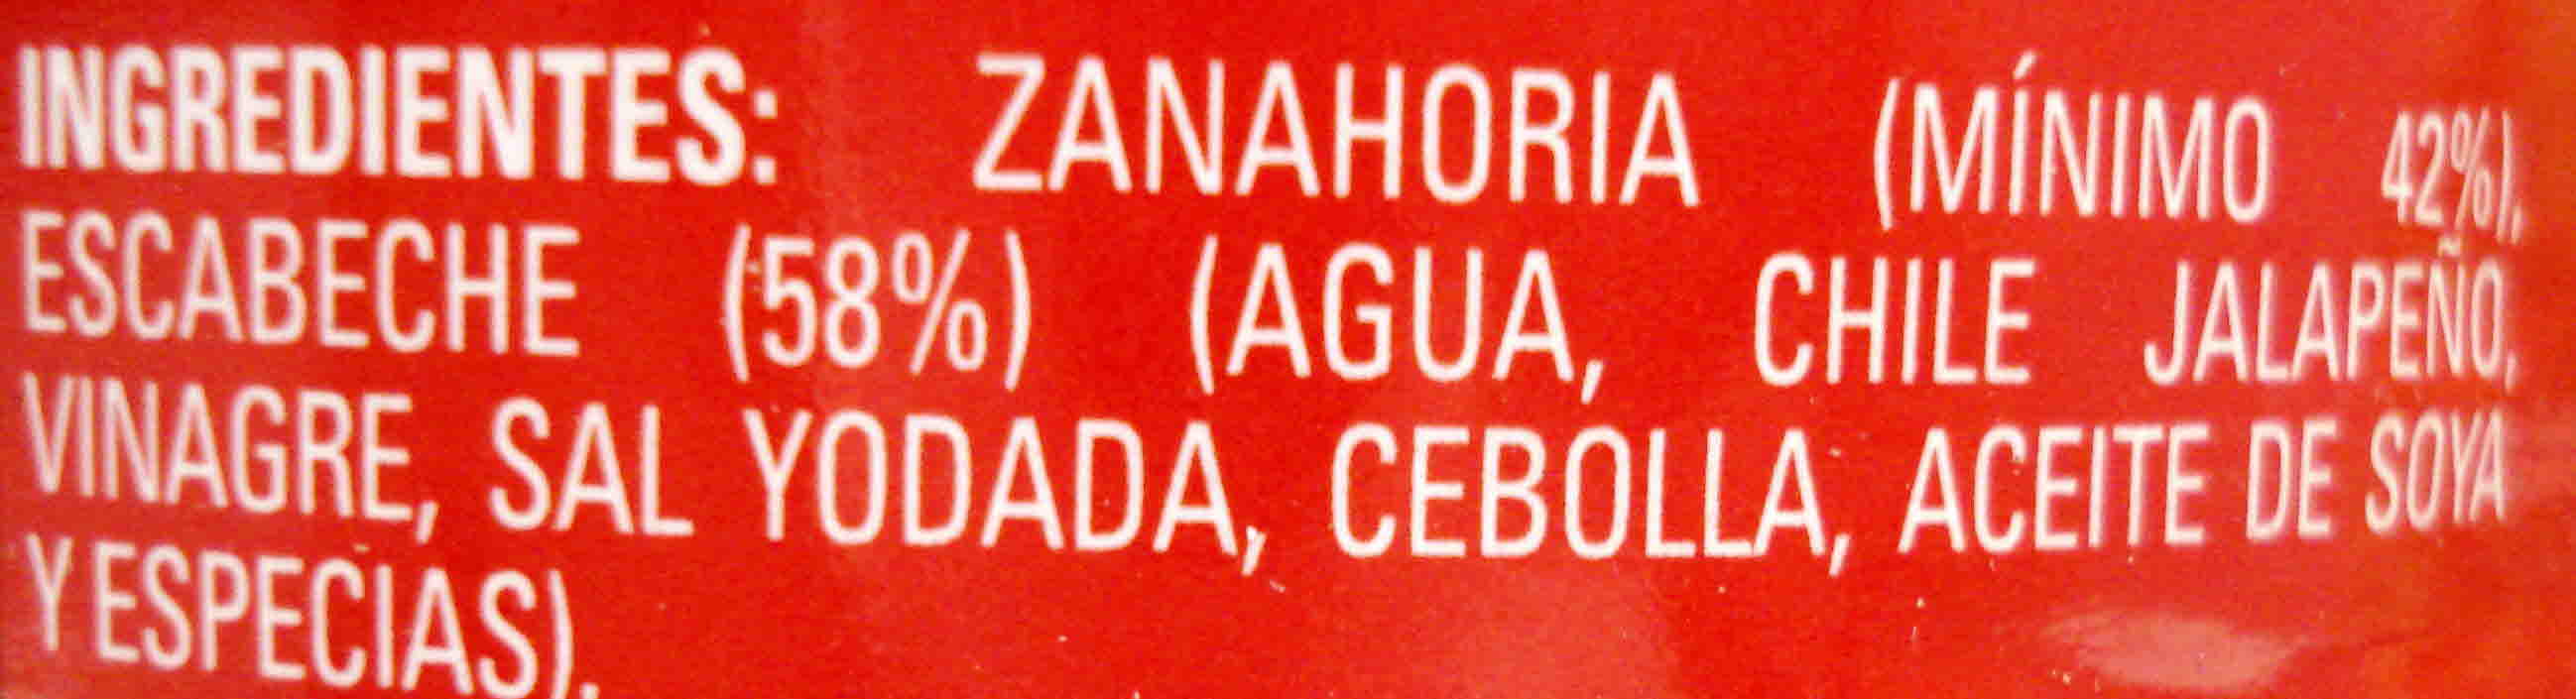 INGREDIENTES: ZANAHORIA (MÍNIMO 42%),
ESCABECHE (58%) (AGUA, CHILE JALAPEÑO,
VINAGRE, SAL YODADA, CEBOLLA, ACEITE DE SOYA
Y ESPECIAS).